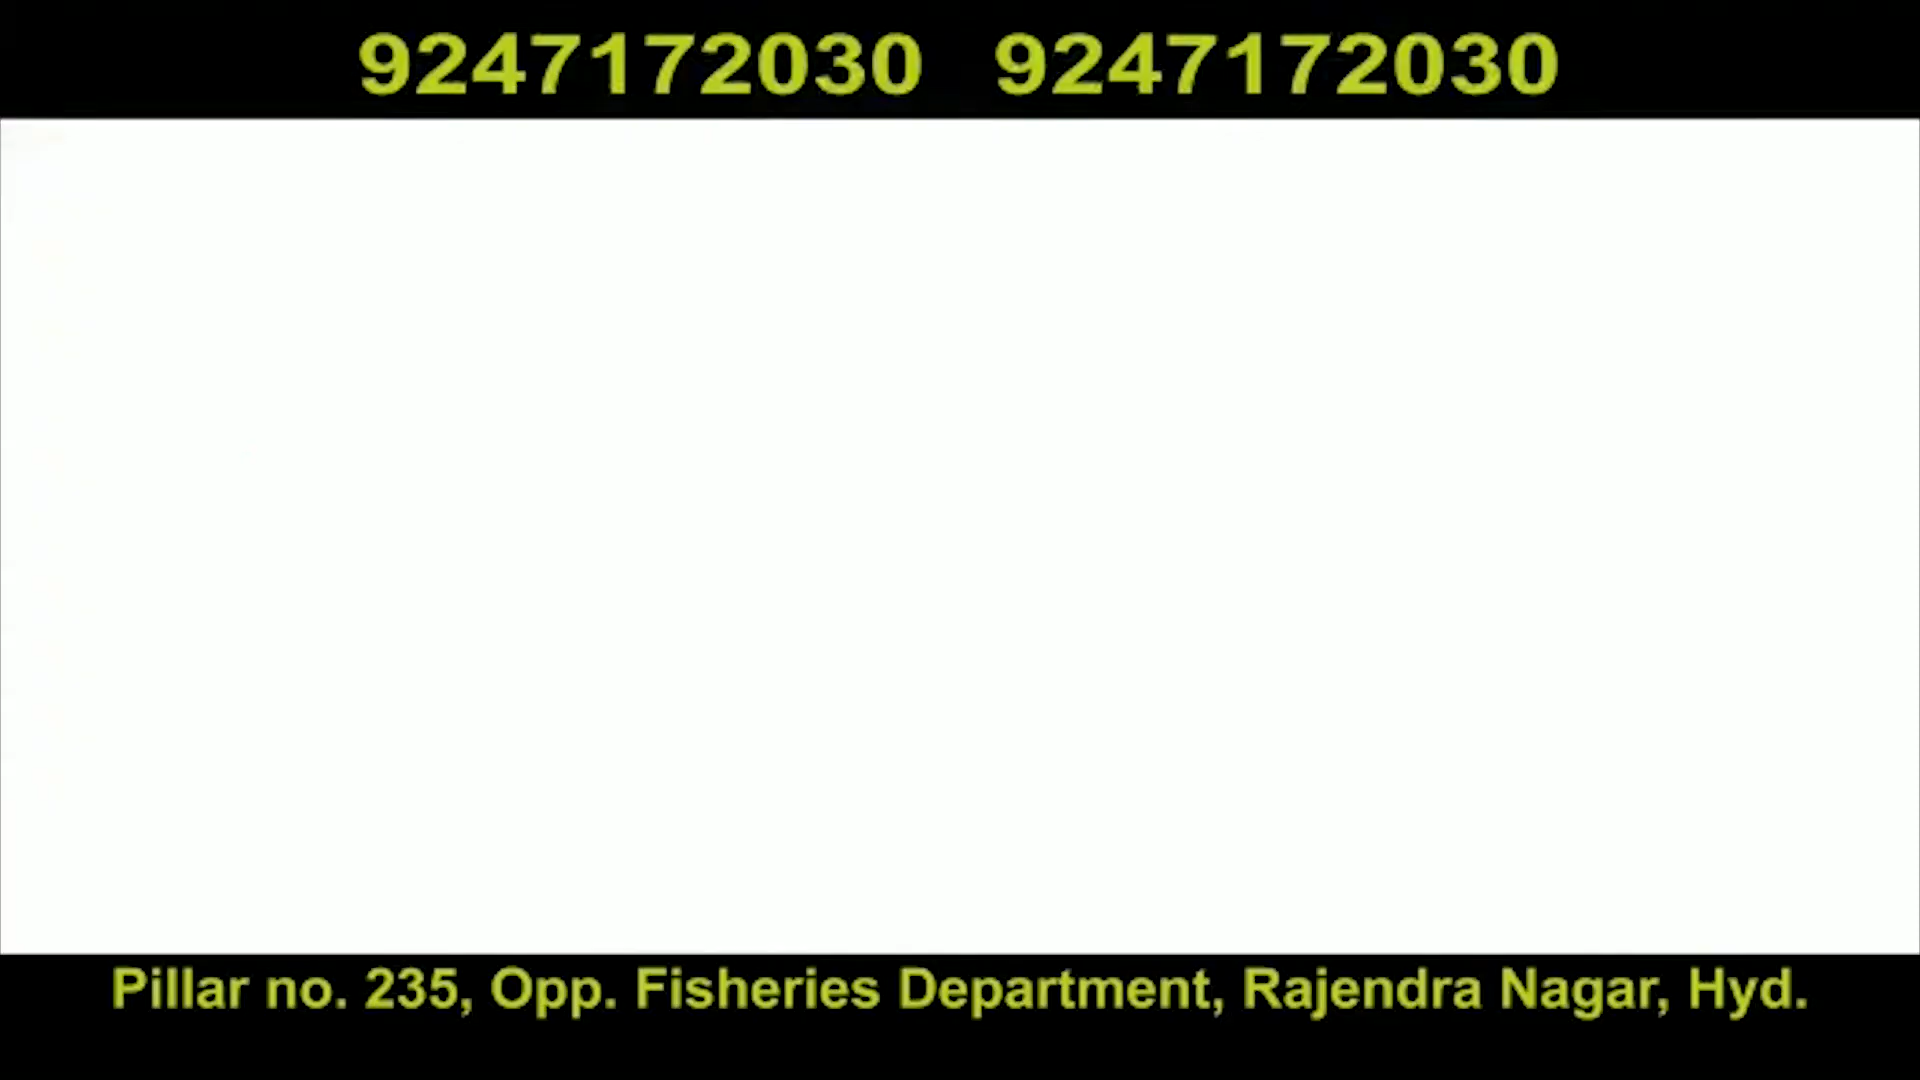 9247172030 9247172030
Pillar no. 235, Opp. Fisheries Department, Rajendra Nagar, Hyd.